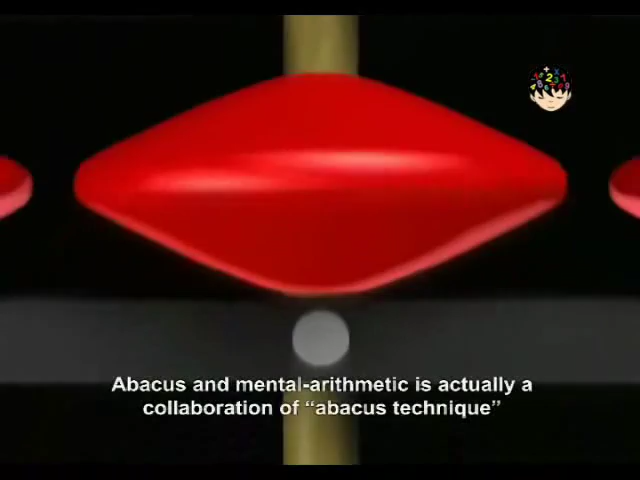 Abacus and mental-arithmetic is actually a
collaboration of “abacus technique”